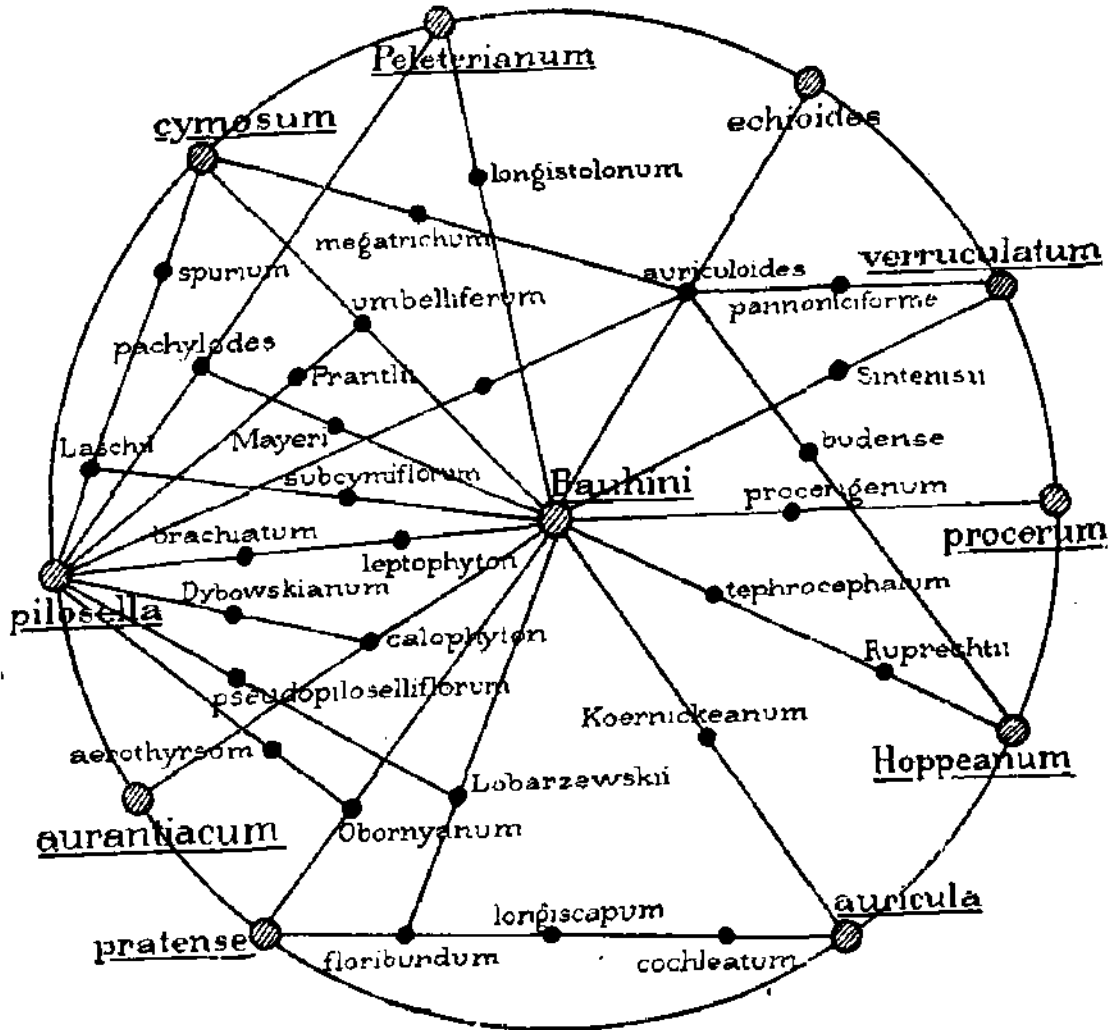 Peleterianum
cymosum
echioides
longistolonum
megatrichum
spurium
auriculoides
verruculatum
pannoniciforme
umbelliferum
pachylodes
Prantlii
Sintenisii
Mayeri
budense
Laschii
subcymiflorum
Bauhini
procerigenum
brachiatum
leptophyton
procerum
Dybowskianum
tephrocephalum
pilosella
calophyton
Ruprechtii
pseudopiloselliflorum
Koernickeanum
aerothyrsom
Hoppeanum
Lobarzewskii
Obornyanum
aurantiacum
auricula
longiscapum
pratense
floribundum
cochleatum